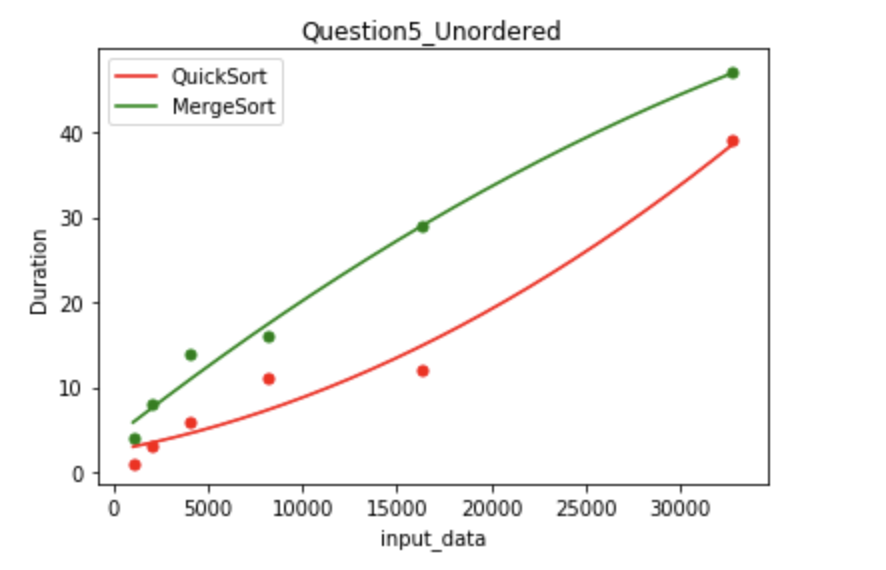 Question5_Unordered
QuickSort
MergeSort
Duration
40
30
20
10
0
0 5000 10000 15000 20000 25000 30000
input_data